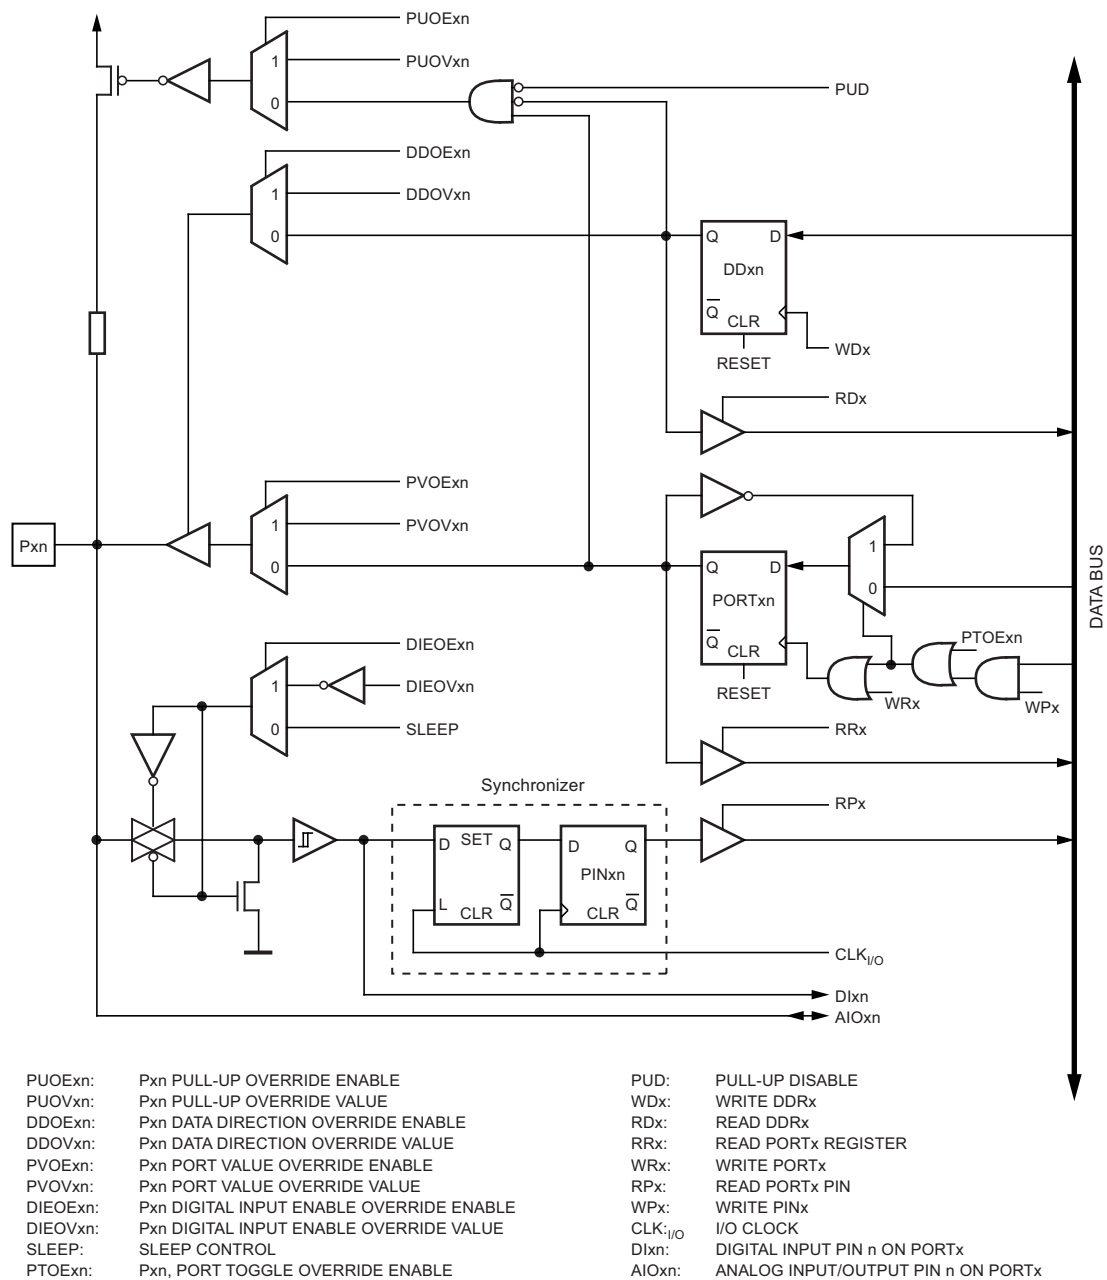 PUOExn
1
PUOVxn
0
PUD
DDOExn
1
DDOVxn
0
Q D
DDxn
Q
CLR
RESET
WDx
RDx
PVOExn
1
PVOVxn
0
Pxn
Q D
PORTxn
Q
CLR
RESET
1
0
PTOExn
WRx
WPx
DATA BUS
DIEOExn
1
DIEOVxn
0
SLEEP
RRx
Synchronizer
RPx
D SET Q
L CLR Q
D Q
PINxn
CLR Q
CLKI/O
DIxn
AIOxn
PUOExn: Pxn PULL-UP OVERRIDE ENABLE
PUOVxn: Pxn PULL-UP OVERRIDE VALUE
DDOExn: Pxn DATA DIRECTION OVERRIDE ENABLE
DDOVxn: Pxn DATA DIRECTION OVERRIDE VALUE
PVOExn: Pxn PORT VALUE OVERRIDE ENABLE
PVOVxn: Pxn PORT VALUE OVERRIDE VALUE
DIEOExn: Pxn DIGITAL INPUT ENABLE OVERRIDE ENABLE
DIEOVxn: Pxn DIGITAL INPUT ENABLE OVERRIDE VALUE
SLEEP: SLEEP CONTROL
PTOExn: Pxn, PORT TOGGLE OVERRIDE ENABLE
PUD: PULL-UP DISABLE
WDx: WRITE DDRx
RDx: READ DDRx
RRx: READ PORTx REGISTER
WRx: WRITE PORTx
RPx: READ PORTx PIN
WPx: WRITE PINx
CLK:I/O I/O CLOCK
DIxn: DIGITAL INPUT PIN n ON PORTx
AIOxn: ANALOG INPUT/OUTPUT PIN n ON PORTx